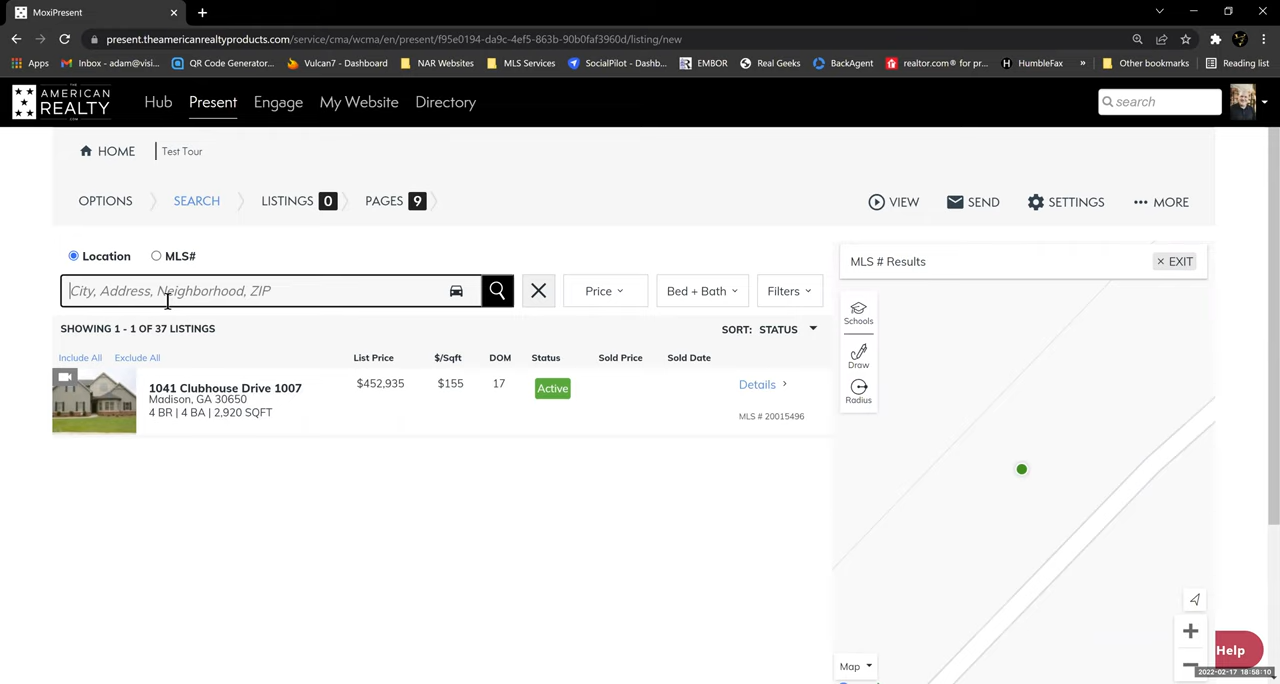 MoxiPresent
present.theamericanrealtyproducts.com/service/cma/wcma/en/present/f95e0194-da9c-4ef5-863b-90b0faf3960d/listing/new
Apps Inbox - adam@visi... QR Code Generator... Vulcan7 - Dashboard NAR Websites MLS Services SocialPilot - Dashb... EMBOR Real Geeks BackAgent realtor.com® for pr... HumbleFax » Other bookmarks Reading list
THE
AMERICAN
REALTY
.COM
Hub Present Engage My Website Directory search
HOME Test Tour
OPTIONS SEARCH LISTINGS 0 PAGES 9 VIEW SEND SETTINGS MORE
Location MLS#
MLS # Results × EXIT
City, Address, Neighborhood, ZIP Price Bed + Bath Filters
SHOWING 1 - 1 OF 37 LISTINGS SORT: STATUS
Include All Exclude All List Price $/Sqft DOM Status Sold Price Sold Date
1041 Clubhouse Drive 1007 $452,935 $155 17 Active Details
Madison, GA 30650
4 BR | 4 BA | 2,920 SQFT MLS # 20015496
Schools
Draw
Radius
Map
Help
2022-02-17 18:58:10